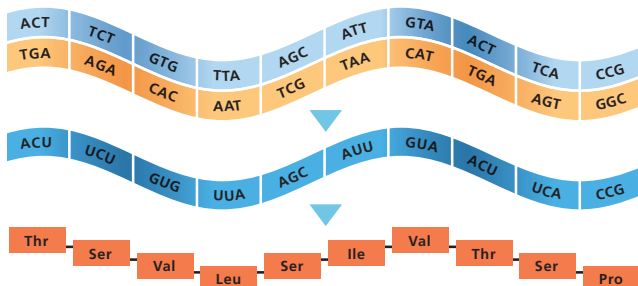 ACT TCT GTG TTA AGC ATT GTA ACT TCA CCG
TGA AGA CAC AAT TCG TAA CAT TGA AGT GGC
ACU UCU GUG UUA AGC AUU GUA ACU UCA CCG
Thr Ser Val Leu Ser Ile Val Thr Ser Pro